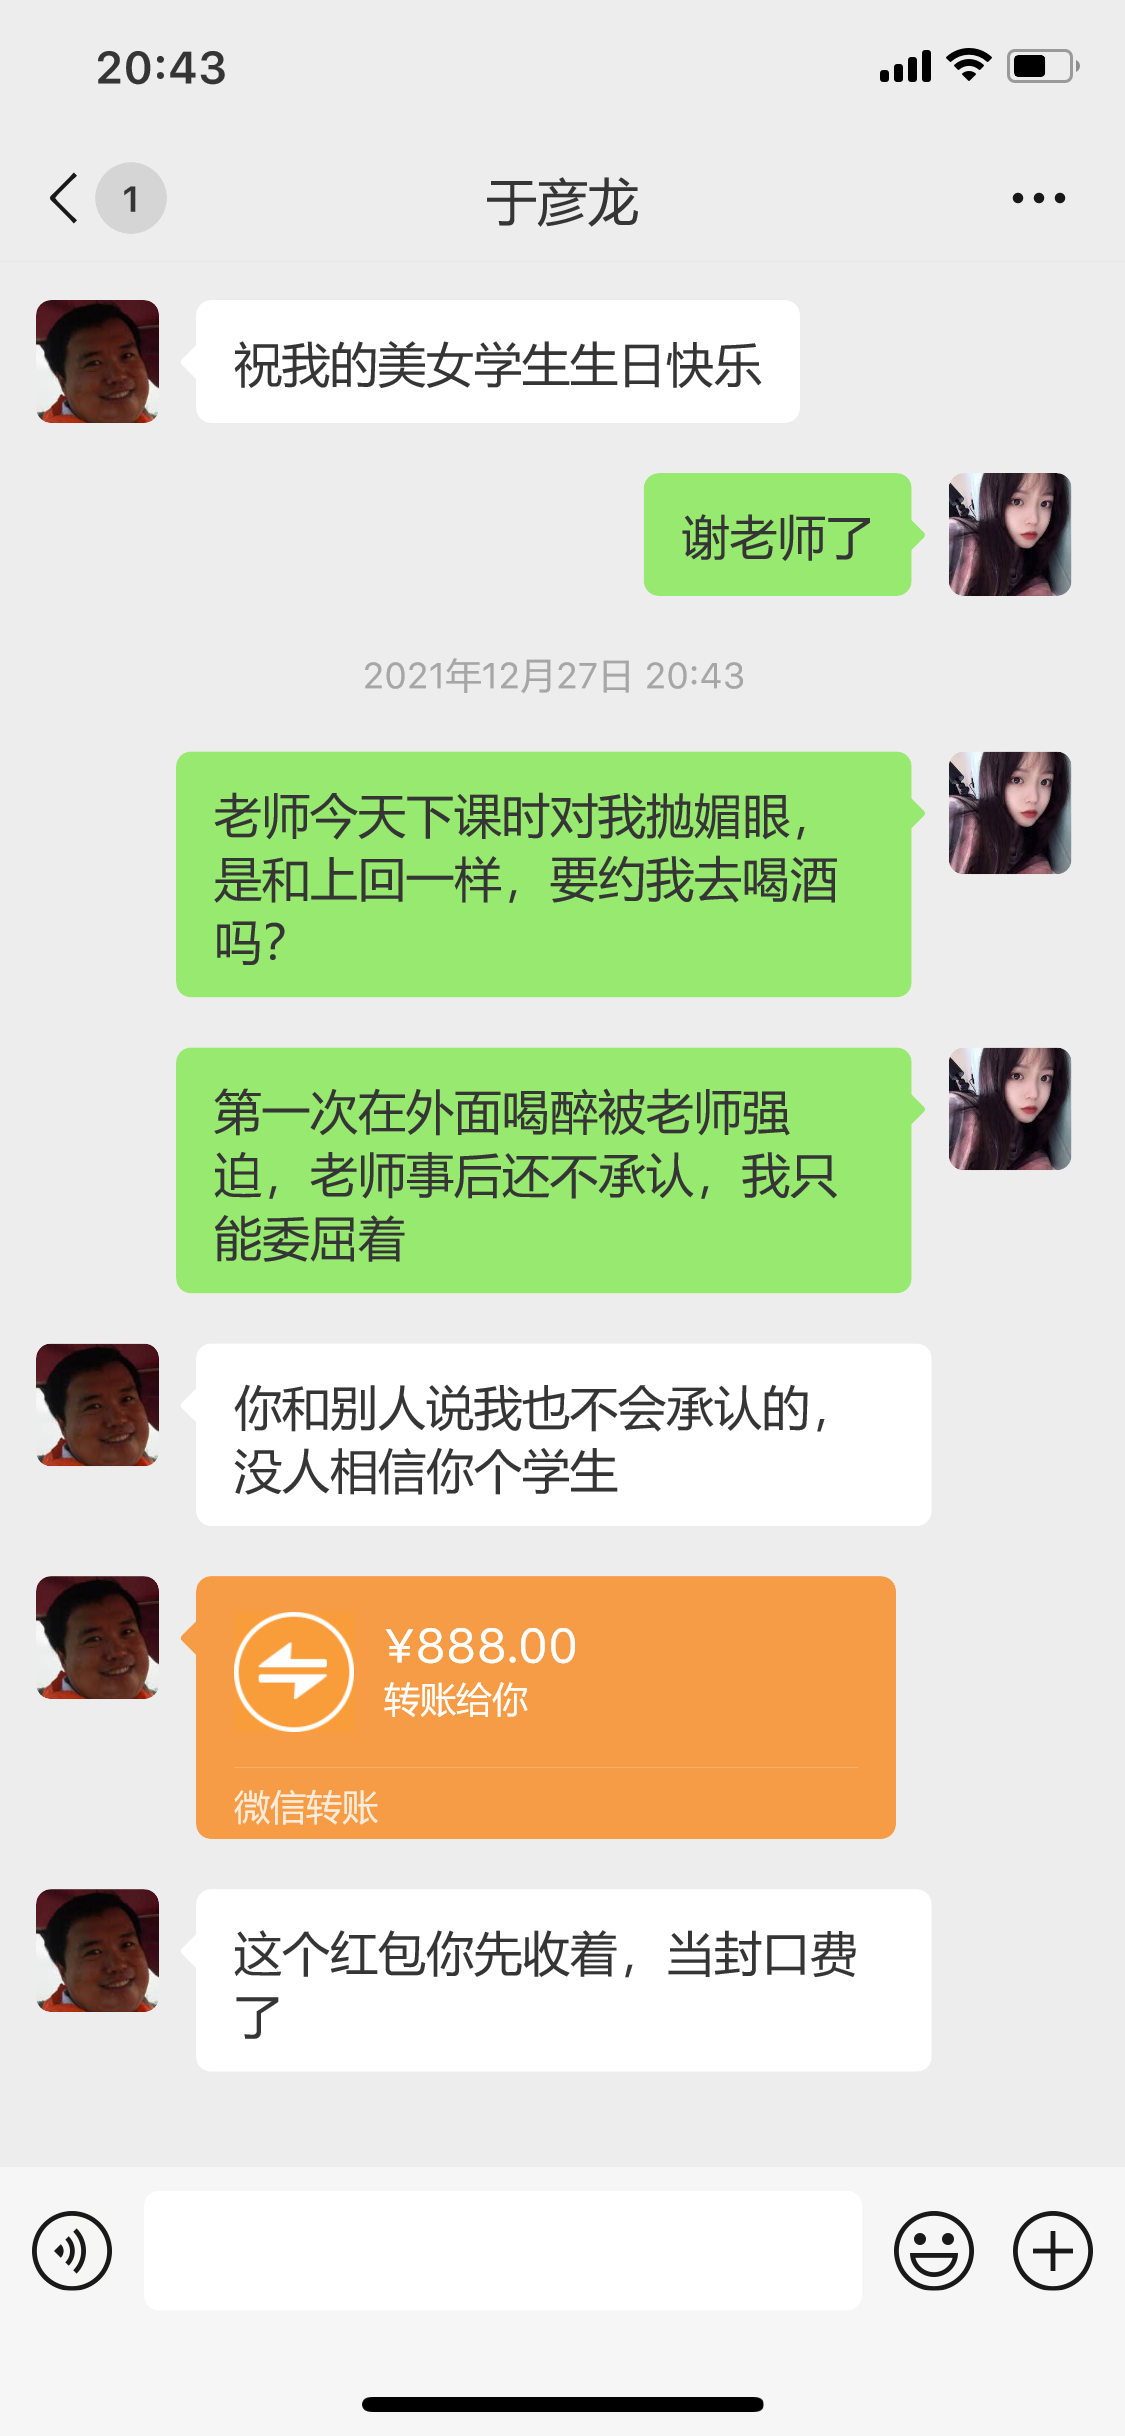 20:43
1
于彦龙
祝我的美女学生生日快乐
谢老师了
2021年12月27日 20:43
老师今天下课时对我抛媚眼，
是和上回一样，要约我去喝酒
吗？
第一次在外面喝醉被老师强
迫，老师事后还不承认，我只
能委屈着
你和别人说我也不会承认的，
没人相信你个学生
¥888.00
转账给你
微信转账
这个红包你先收着，当封口费
了